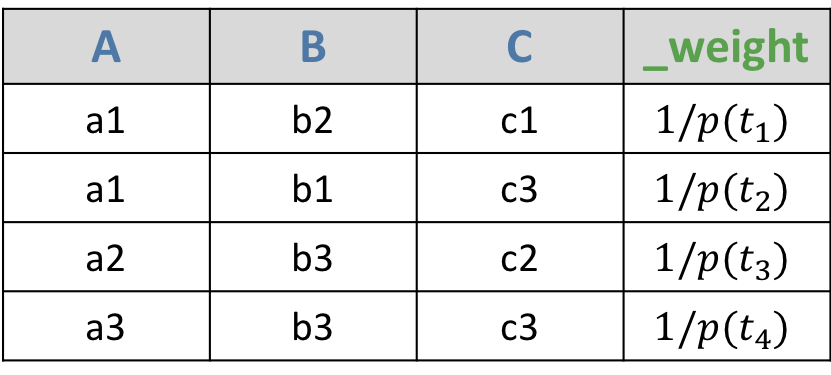 A B C _weight
a1 b2 c1 1/p(t₁)
a1 b1 c3 1/p(t₂)
a2 b3 c2 1/p(t₃)
a3 b3 c3 1/p(t₄)